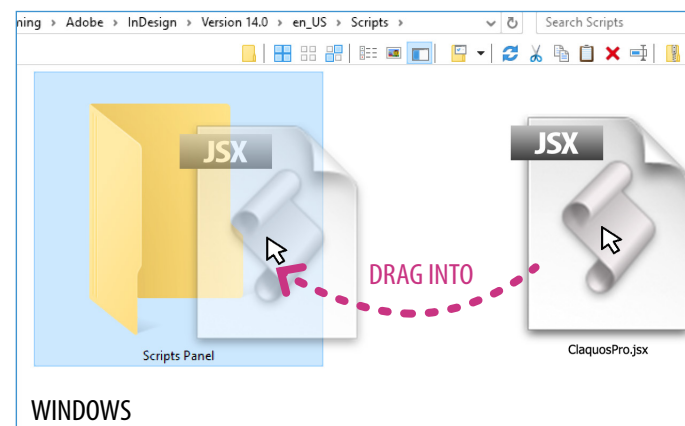 ning › Adobe › InDesign › Version 14.0 › en_US › Scripts ›
Search Scripts
JSX
JSX
DRAG INTO
Scripts Panel
ClaquosPro.jsx
WINDOWS